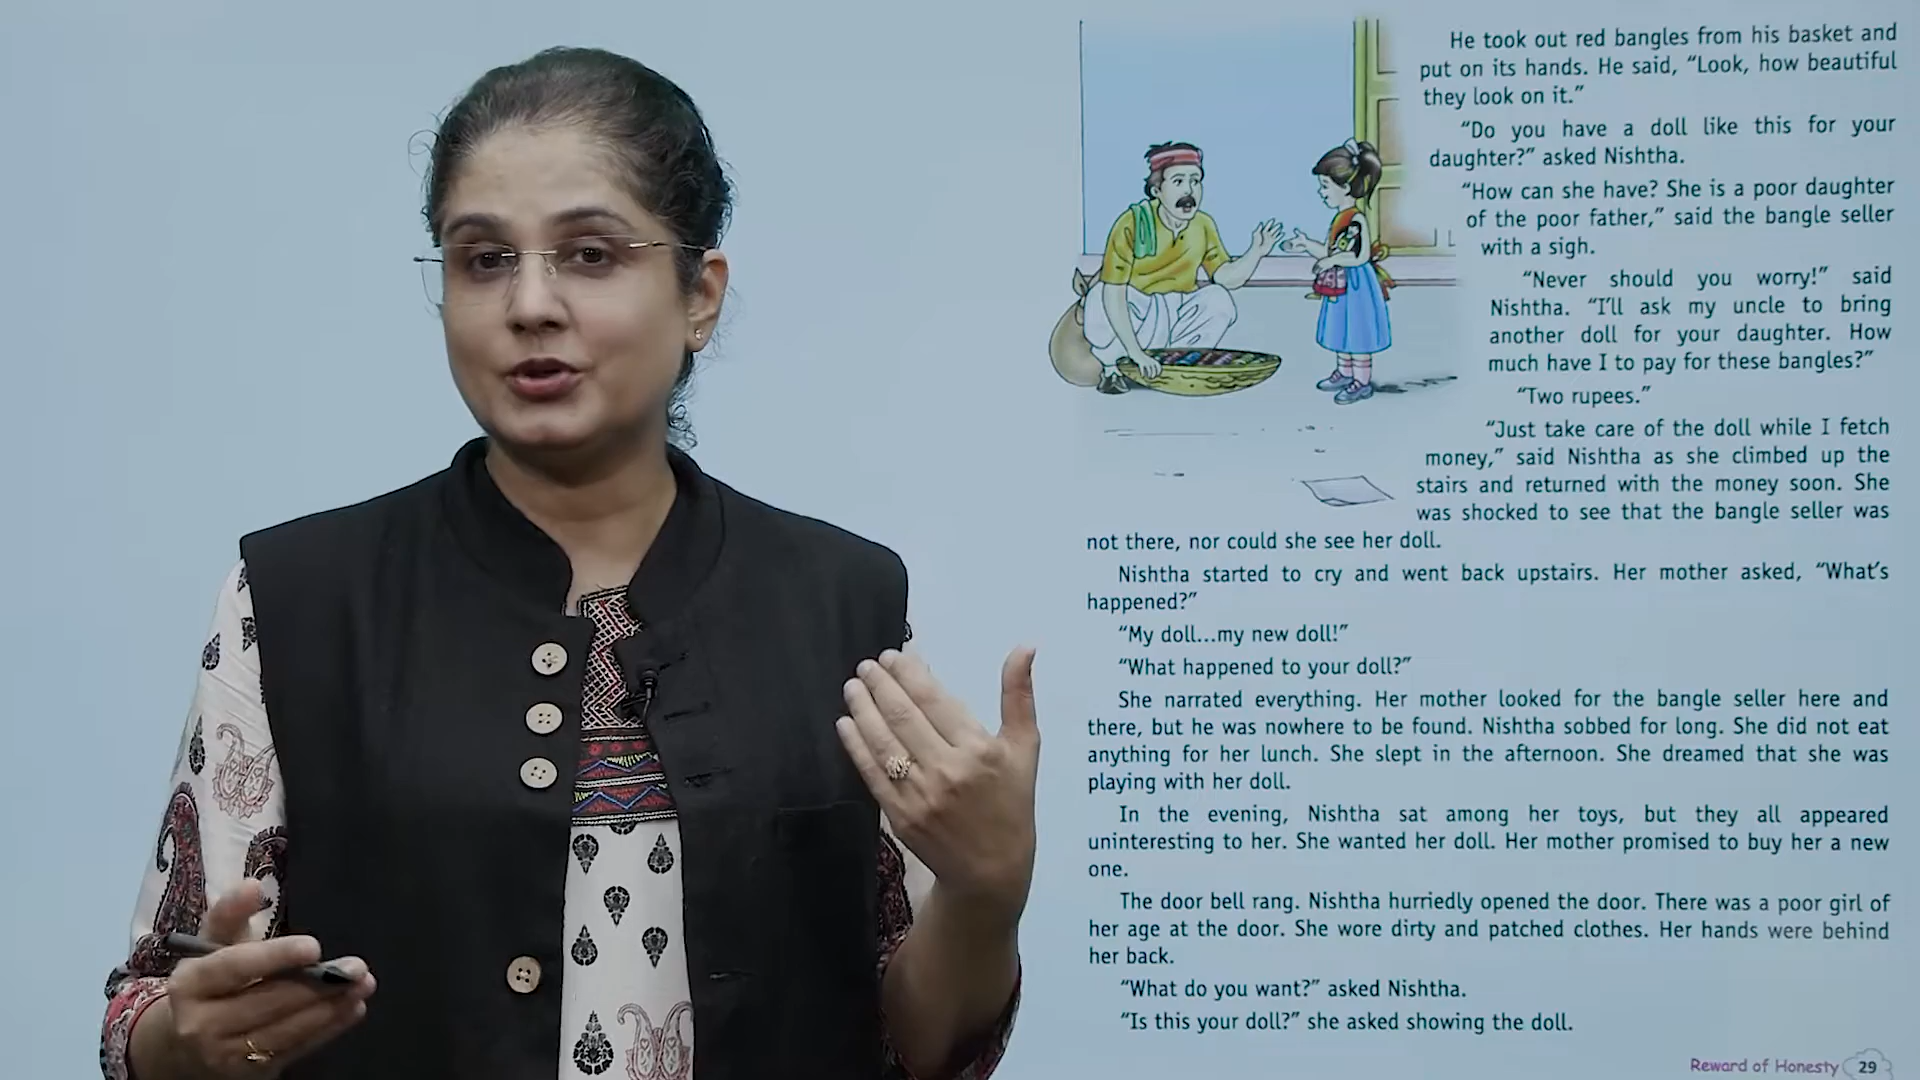 He took out red bangles from his basket and
put on its hands. He said, “Look, how beautiful
they look on it.”
“Do you have a doll like this for your
daughter?” asked Nishtha.
“How can she have? She is a poor daughter
of the poor father,” said the bangle seller
with a sigh.
“Never should you worry!” said
Nishtha. “I’ll ask my uncle to bring
another doll for your daughter. How
much have I to pay for these bangles?”
“Two rupees.”
“Just take care of the doll while I fetch
money,” said Nishtha as she climbed up the
stairs and returned with the money soon. She
was shocked to see that the bangle seller was
not there, nor could she see her doll.
Nishtha started to cry and went back upstairs. Her mother asked, “What’s
happened?”
“My doll...my new doll!”
“What happened to your doll?”
She narrated everything. Her mother looked for the bangle seller here and
there, but he was nowhere to be found. Nishtha sobbed for long. She did not eat
anything for her lunch. She slept in the afternoon. She dreamed that she was
playing with her doll.
In the evening, Nishtha sat among her toys, but they all appeared
uninteresting to her. She wanted her doll. Her mother promised to buy her a new
one.
The door bell rang. Nishtha hurriedly opened the door. There was a poor girl of
her age at the door. She wore dirty and patched clothes. Her hands were behind
her back.
“What do you want?” asked Nishtha.
“Is this your doll?” she asked showing the doll.
Reward of Honesty 29